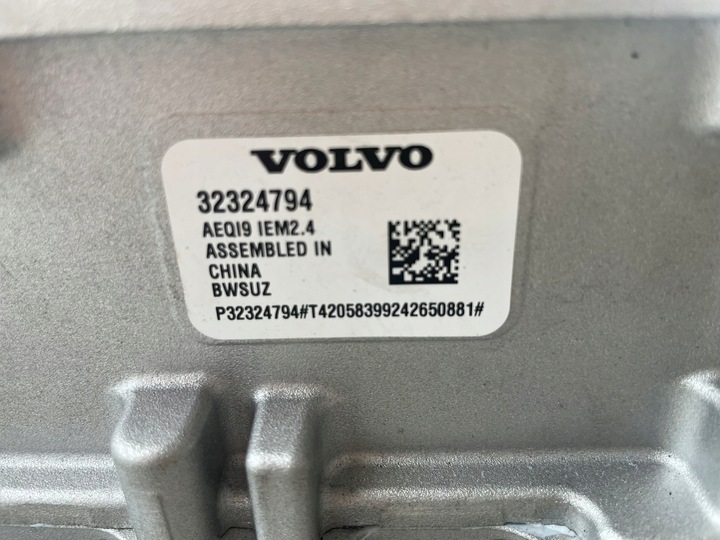 VOLVO
32324794
AEQI9 IEM2.4
ASSEMBLED IN
CHINA
BWSUZ
P32324794#T42058399242650881#